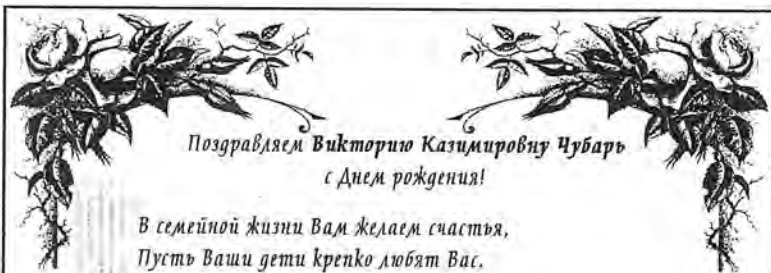 Поздравляем Викторию Казимировну Чубарь
с Днем рождения!
В семейной жизни Вам желаем счастья,
Пусть Ваши дети крепко любят Вас,